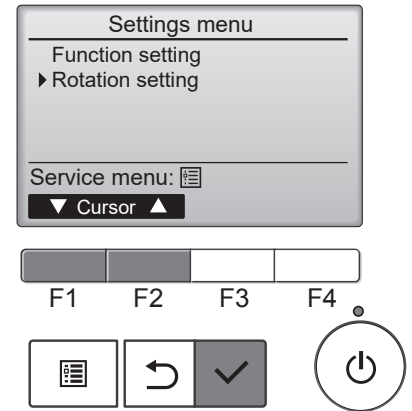 Settings menu
Function setting
Rotation setting
Service menu:
▼ Cursor ▲
F1 F2 F3 F4